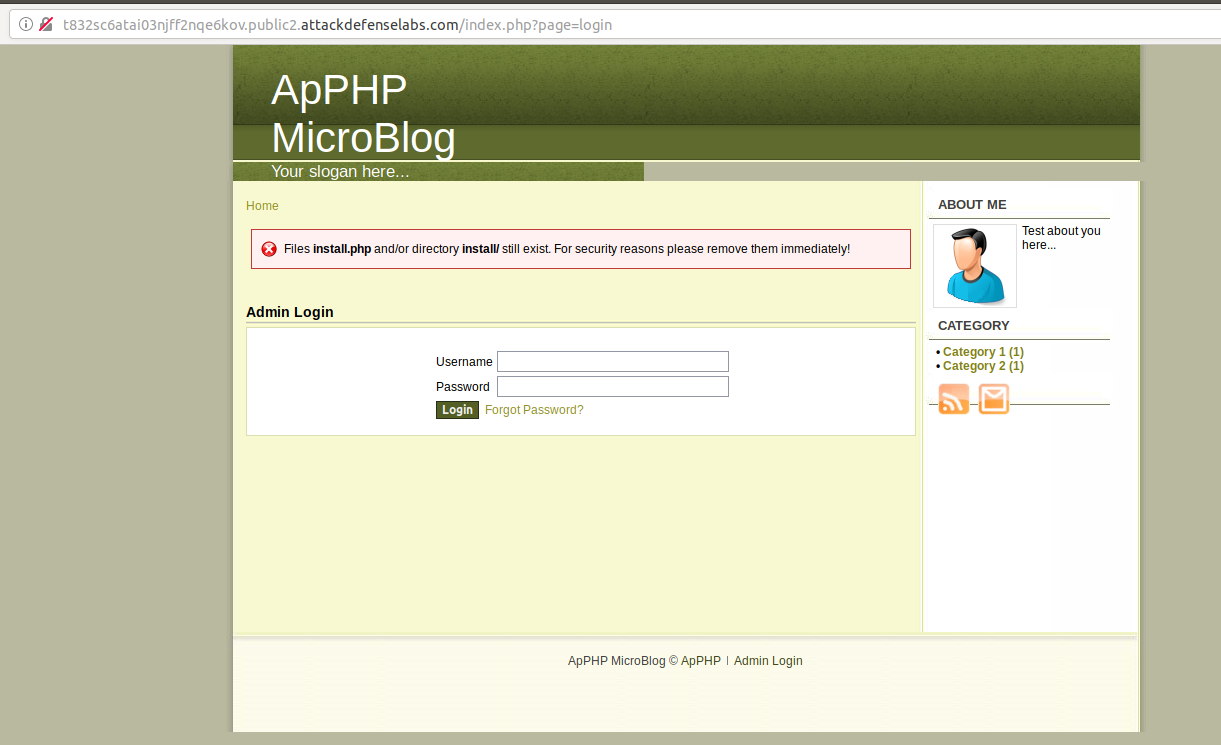 t832sc6atai03njff2nqe6kov.public2.attackdefenselabs.com/index.php?page=login
ApPHP
MicroBlog
Your slogan here...
Home
Files install.php and/or directory install/ still exist. For security reasons please remove them immediately!
Admin Login
Username
Password
Login Forgot Password?
ABOUT ME
Test about you
here...
CATEGORY
• Category 1 (1)
• Category 2 (1)
ApPHP MicroBlog © ApPHP | Admin Login